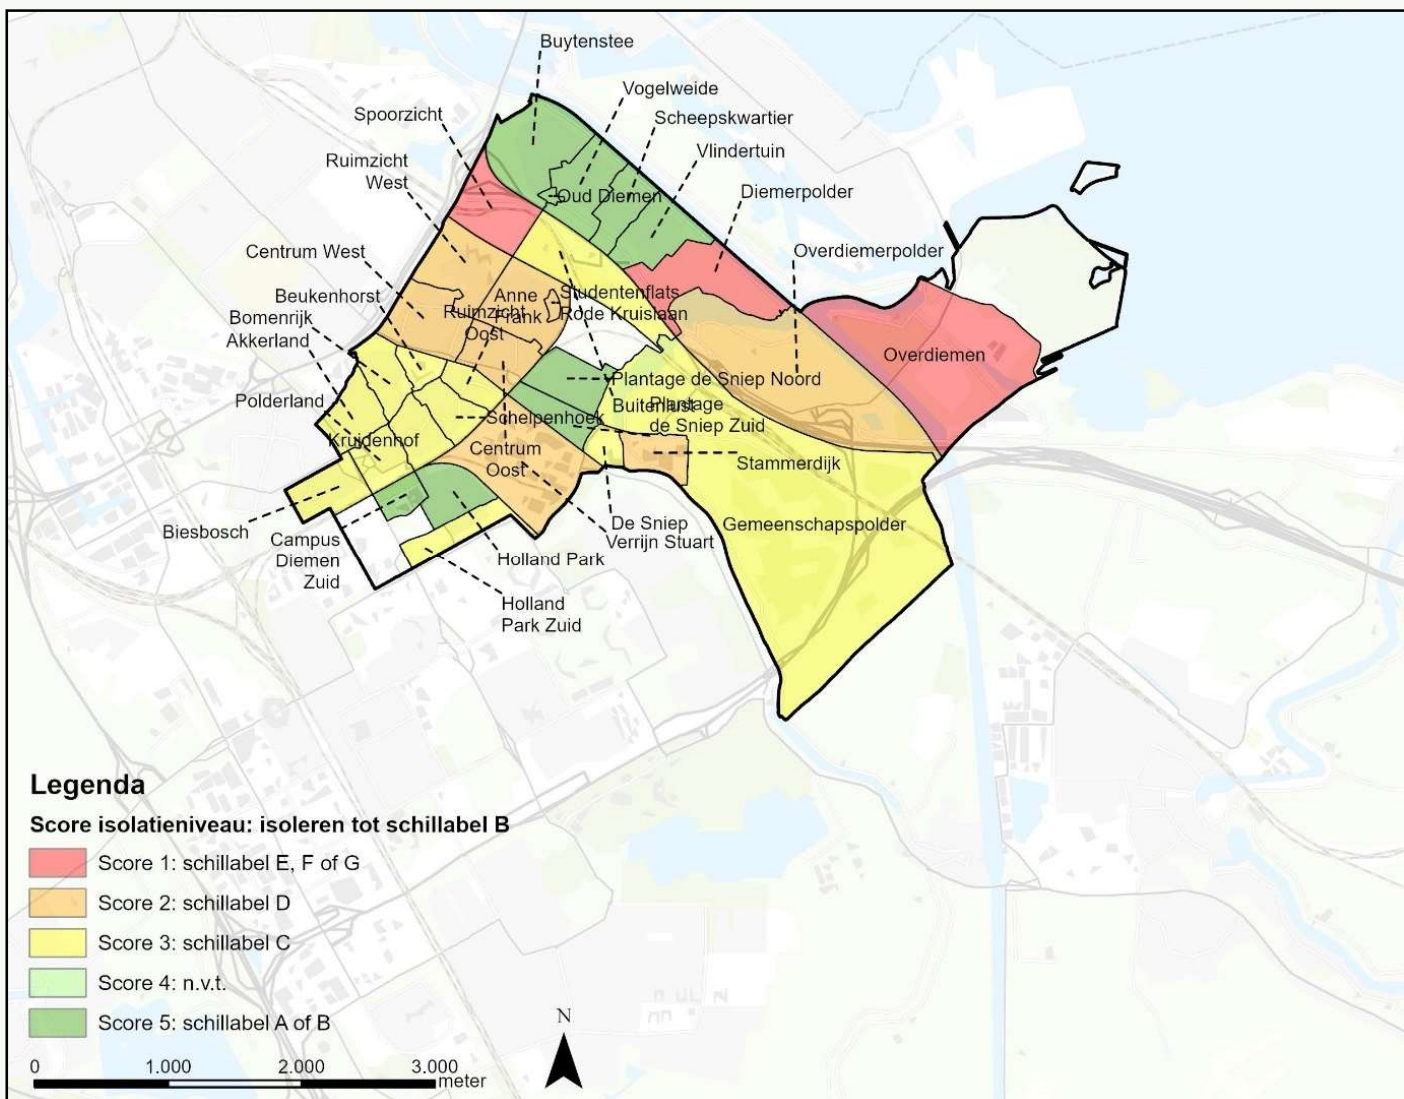 Buytenstee
Vogelweide
Spoorzicht
Scheepskwartier
Ruimzicht
West
Vlindertuin
Oud Diemen
Diemerpolder
Centrum West
Overdiemerpolder
Beukenhorst
Anne
Frank
Studentenflats
Rode Kruislaan
Bomenrijk
Ruimzicht
Oost
Akkerland
Overdiemen
Plantage de Sniep Noord
Polderland
Buitenlust
Plantage
de Sniep Zuid
Schelpenhoek
Kruidenhof
Centrum
Oost
Stammerdijk
Biesbosch
Campus
Diemen
Zuid
De Sniep
Verrijn Stuart
Gemeenschapspolder
Holland Park
Holland
Park Zuid
Legenda
Score isolatieniveau: isoleren tot schillabel B
Score 1: schillabel E, F of G
Score 2: schillabel D
Score 3: schillabel C
Score 4: n.v.t.
Score 5: schillabel A of B
N
0 1.000 2.000 3.000
meter